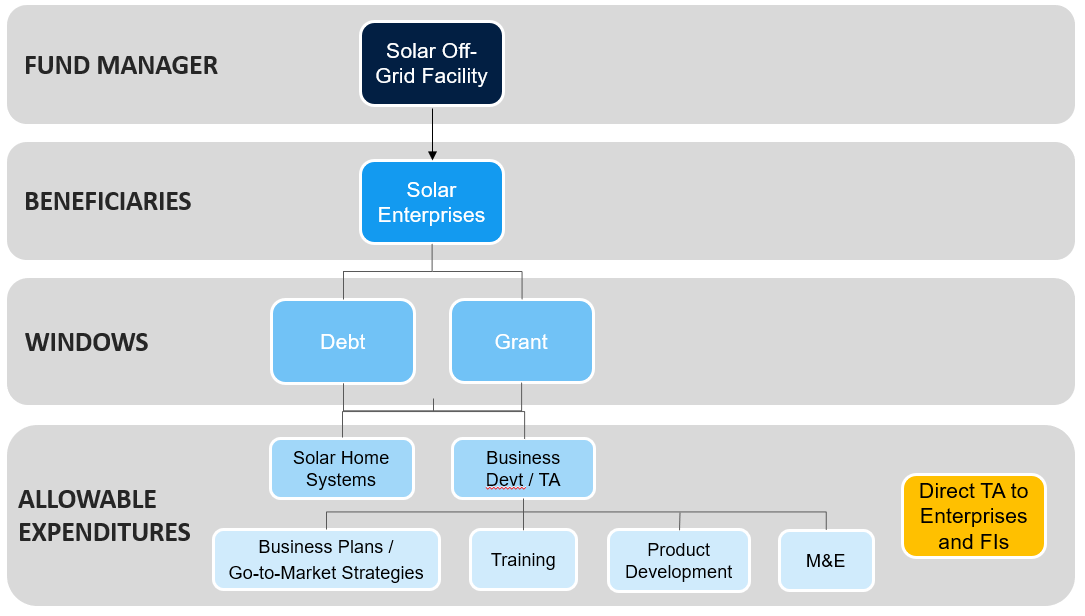 FUND MANAGER
Solar Off-
Grid Facility
BENEFICIARIES
Solar
Enterprises
WINDOWS
Debt
Grant
ALLOWABLE
EXPENDITURES
Solar Home
Systems
Business
Devt / TA
Direct TA to
Enterprises
and FIs
Business Plans /
Go-to-Market Strategies
Training
Product
Development
M&E